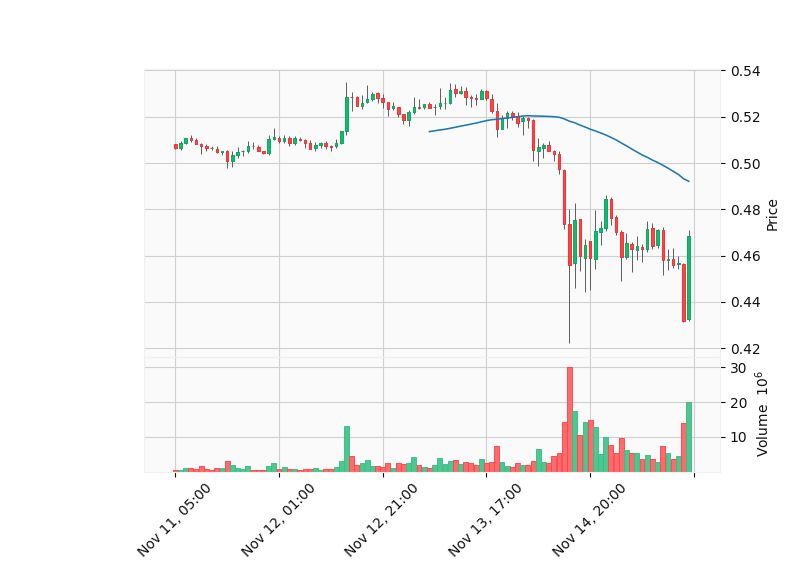 0.54
0.52
0.50
0.48
0.46
0.44
0.42
Price
30
20
10
Volume 10⁶
Nov 11, 05:00
Nov 12, 01:00
Nov 12, 21:00
Nov 13, 17:00
Nov 14, 20:00